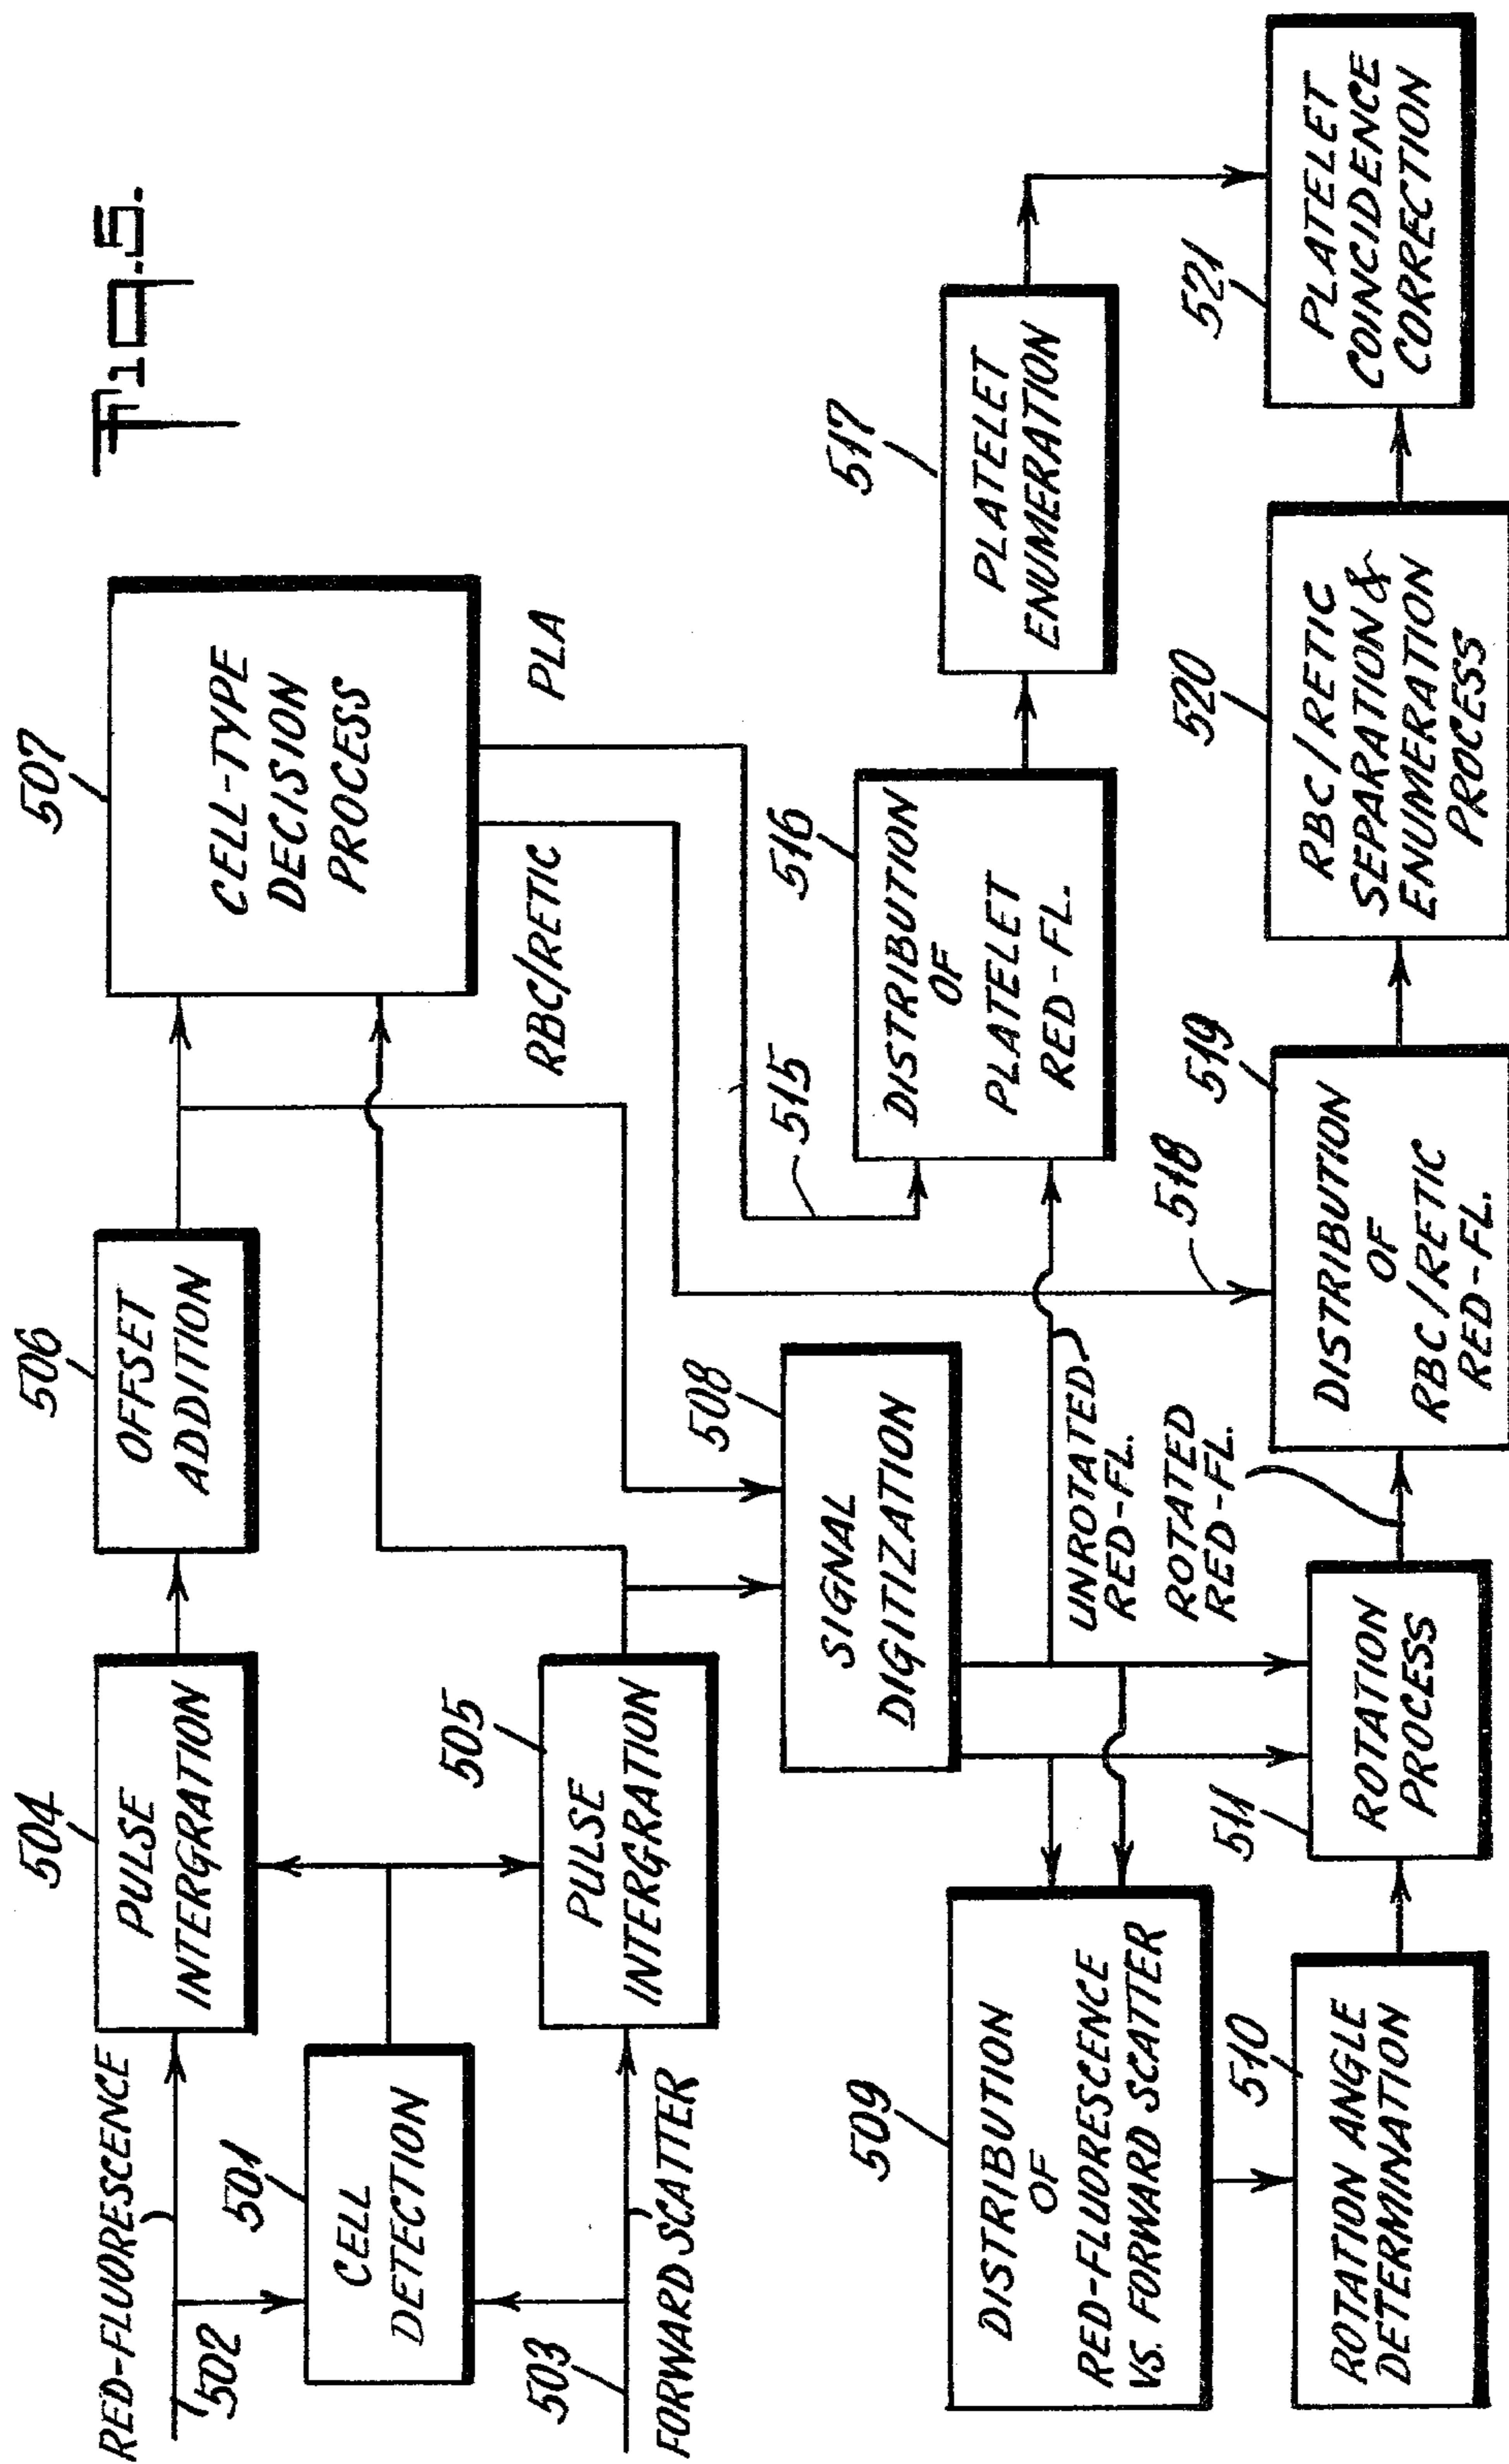 Fig.5.
RED-FLUORESCENCE
502
501
CELL
DETECTION
503
FORWARD SCATTER
504
PULSE
INTERGRATION
505
PULSE
INTERGRATION
506
OFFSET
ADDITION
507
CELL-TYPE
DECISION
PROCESS
RBC/RETIC
PLA
508
SIGNAL
DIGITIZATION
515
516
DISTRIBUTION
OF
PLATELET
RED-FL.
517
PLATELET
ENUMERATION
509
DISTRIBUTION
OF
RED-FLUORESCENCE
VS. FORWARD SCATTER
UNROTATED
RED-FL.
ROTATED
RED-FL.
518
510
ROTATION ANGLE
DETERMINATION
511
ROTATION
PROCESS
519
DISTRIBUTION
OF
RBC/RETIC
RED-FL.
520
RBC/RETIC
SEPARATION &
ENUMERATION
PROCESS
521
PLATELET
COINCIDENCE
CORRECTION